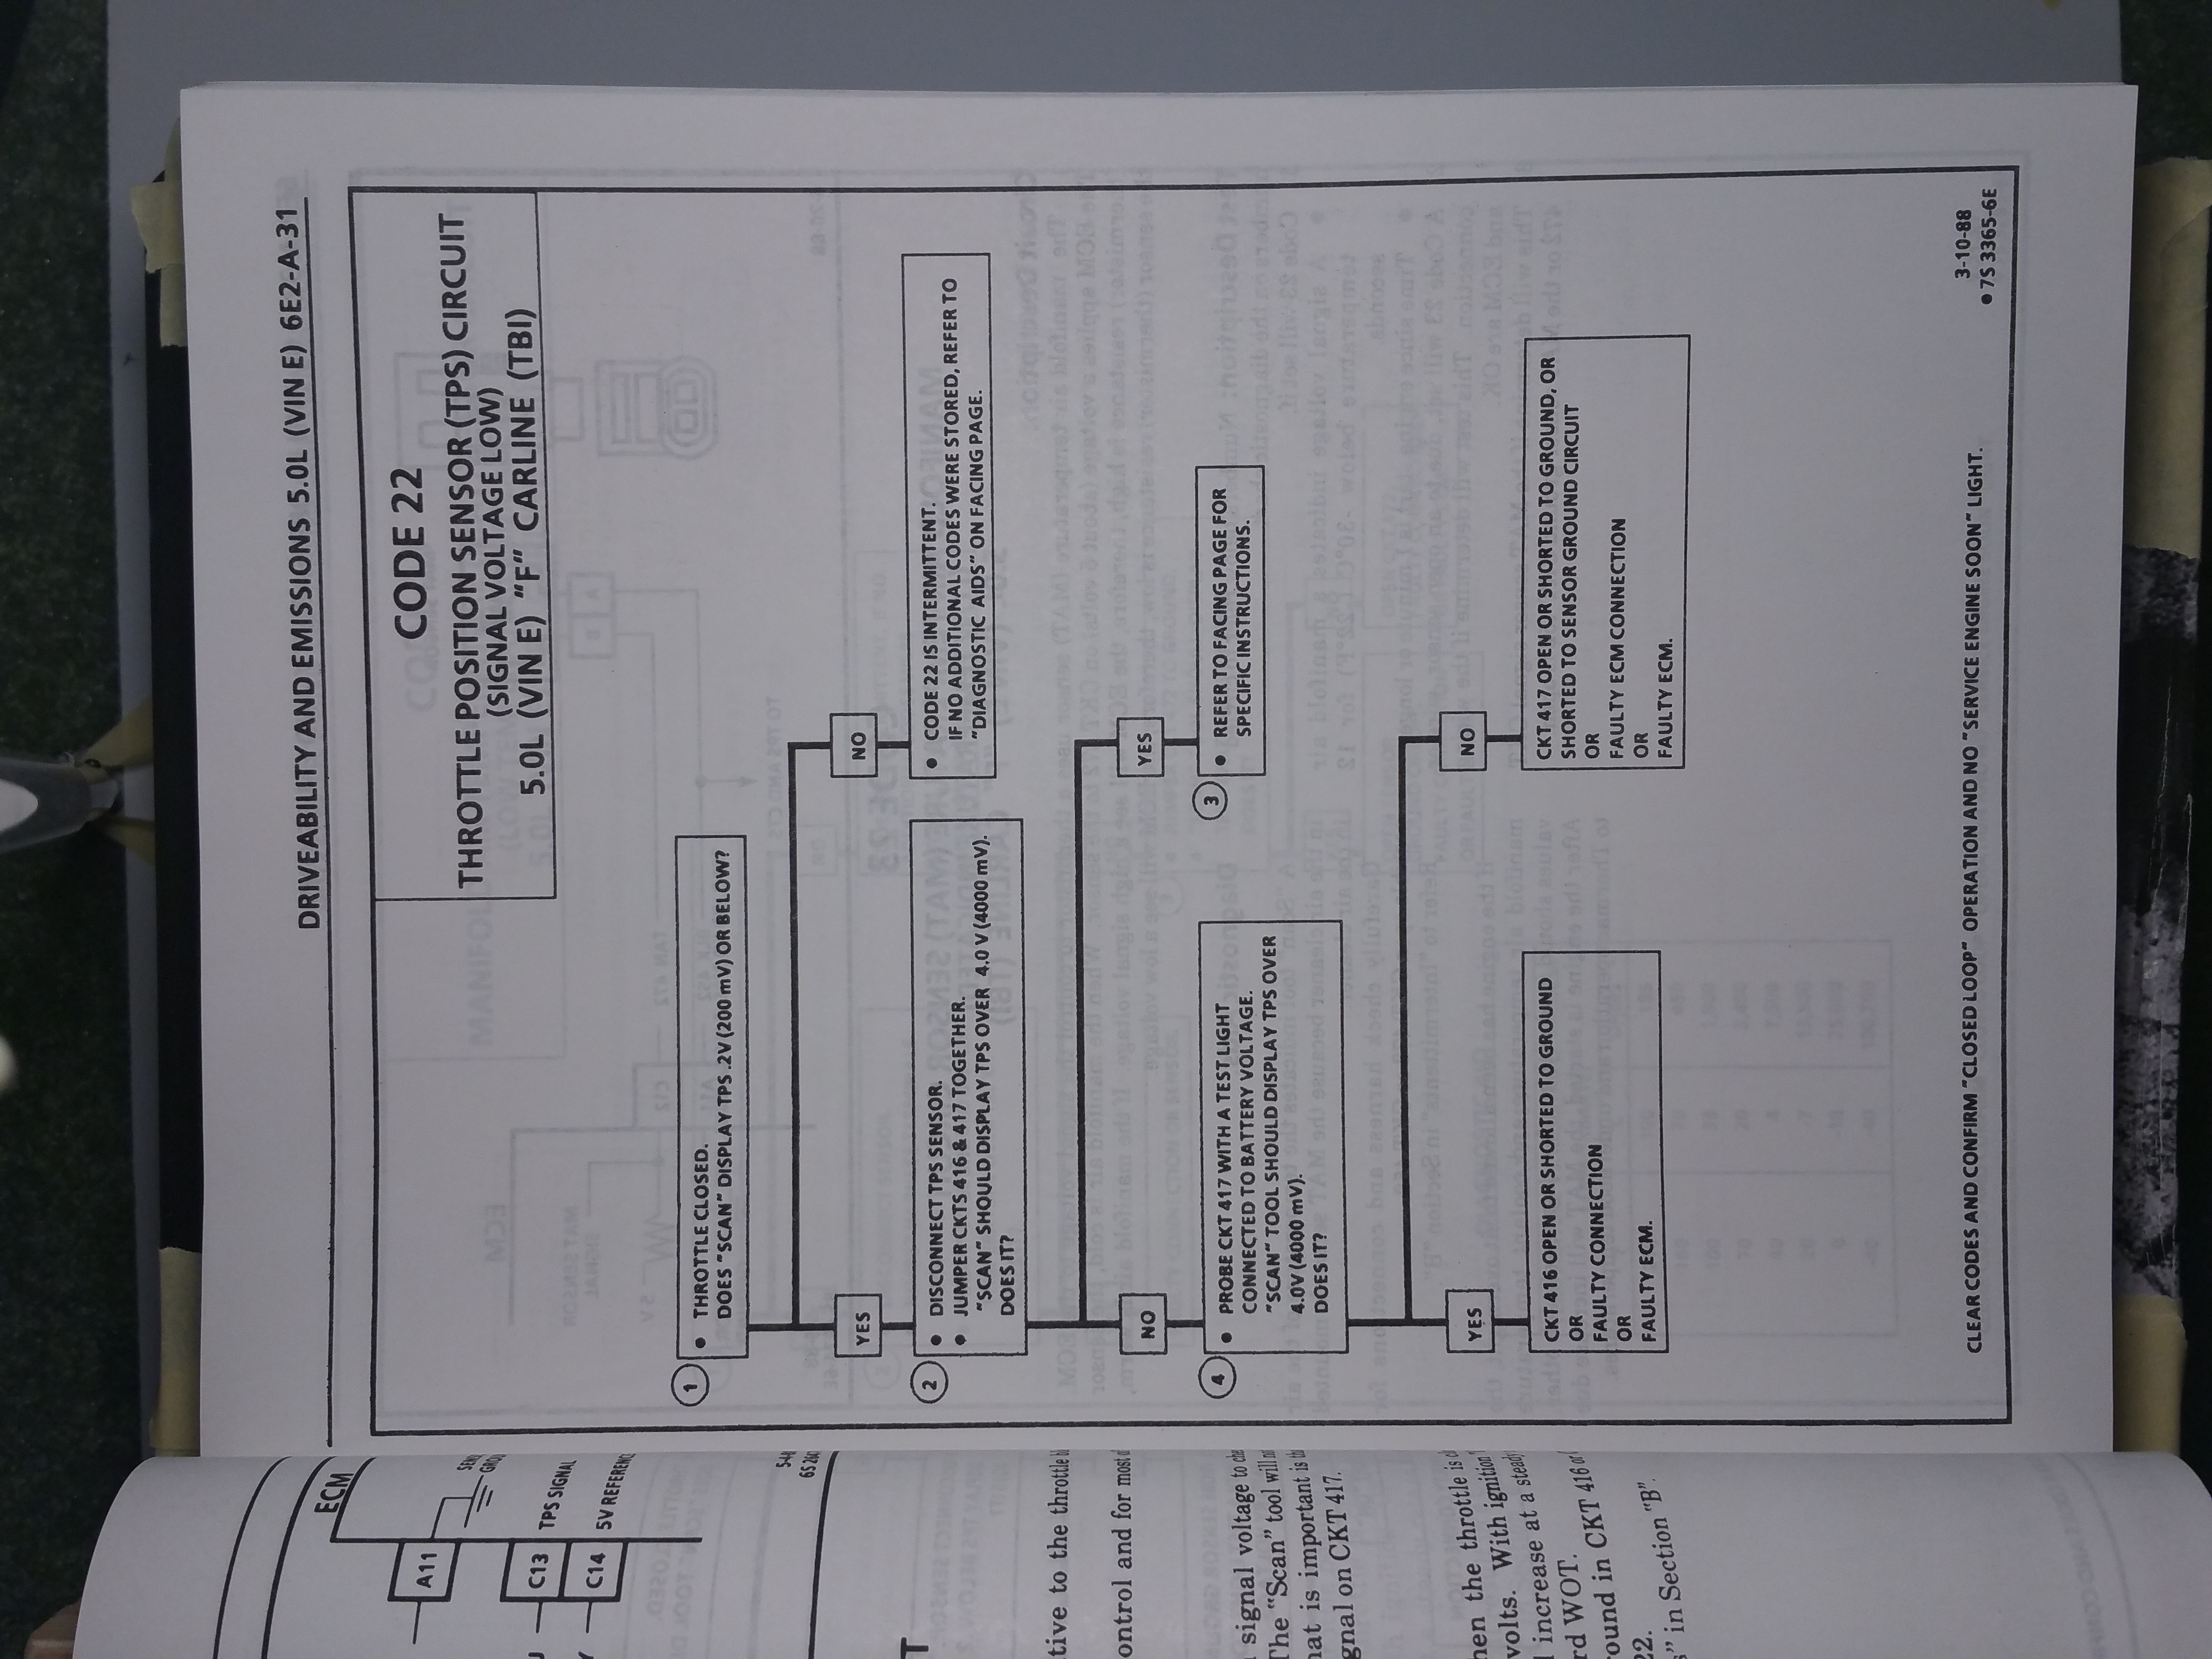 DRIVEABILITY AND EMISSIONS 5.0L (VIN E) 6E2-A-31
CODE 22
THROTTLE POSITION SENSOR (TPS) CIRCUIT
(SIGNAL VOLTAGE LOW)
5.0L (VIN E) "F" CARLINE (TBI)
1
• THROTTLE CLOSED.
DOES "SCAN" DISPLAY TPS .2V (200 mV) OR BELOW?
YES
NO
2
• DISCONNECT TPS SENSOR.
• JUMPER CKTS 416 & 417 TOGETHER.
"SCAN" SHOULD DISPLAY TPS OVER 4.0 V (4000 mV).
DOES IT?
• CODE 22 IS INTERMITTENT.
IF NO ADDITIONAL CODES WERE STORED, REFER TO
"DIAGNOSTIC AIDS" ON FACING PAGE.
NO
YES
4
• PROBE CKT 417 WITH A TEST LIGHT
CONNECTED TO BATTERY VOLTAGE.
"SCAN" TOOL SHOULD DISPLAY TPS OVER
4.0V (4000 mV).
DOES IT?
3
• REFER TO FACING PAGE FOR
SPECIFIC INSTRUCTIONS.
YES
NO
CKT 416 OPEN OR SHORTED TO GROUND
OR
FAULTY CONNECTION
OR
FAULTY ECM.
CKT 417 OPEN OR SHORTED TO GROUND, OR
SHORTED TO SENSOR GROUND CIRCUIT
OR
FAULTY ECM CONNECTION
OR
FAULTY ECM.
CLEAR CODES AND CONFIRM "CLOSED LOOP" OPERATION AND NO "SERVICE ENGINE SOON" LIGHT.
3-10-88
• 7S 3365-6E
ECM
A11
C13 TPS SIGNAL
C14 5V
to the throttle
and for most
signal voltage to
The "Scan" tool will
is important is
on CKT 417.
the throttle is
volts. With ignition
increase at a steady
WOT.
in CKT 416
22.
in Section "B".